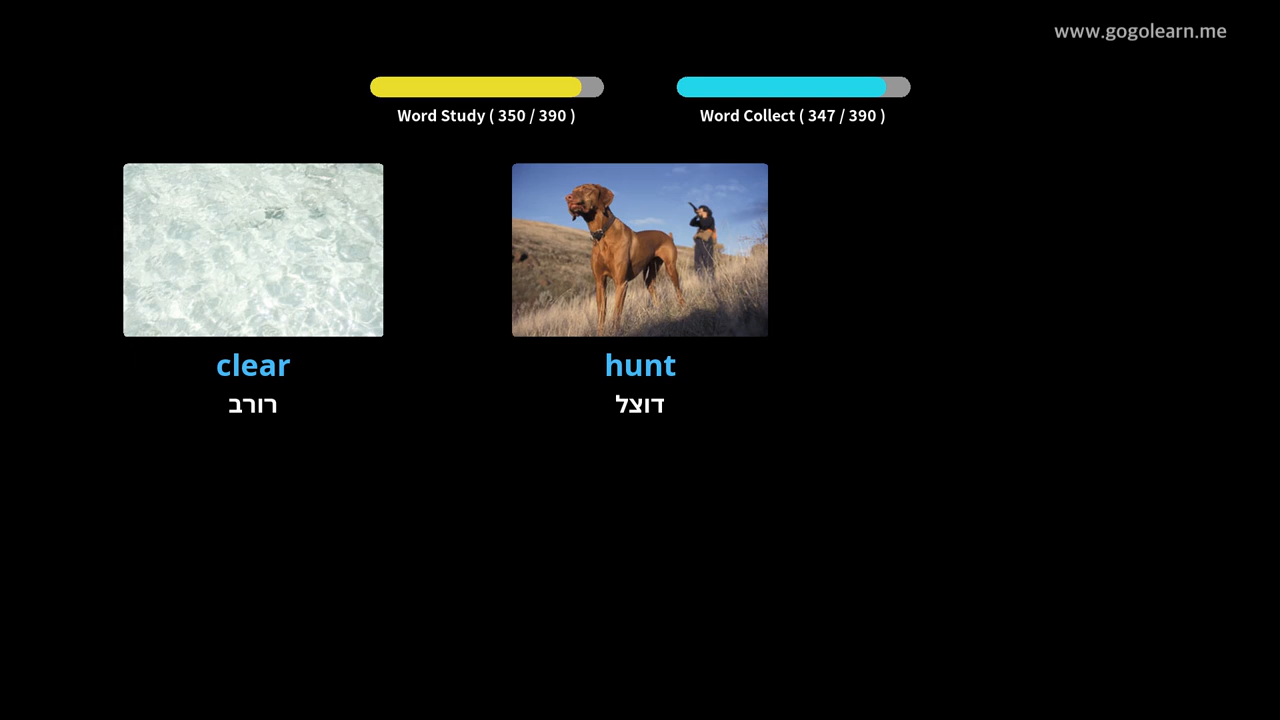 www.gogolearn.me
Word Study ( 350 / 390 )
Word Collect ( 347 / 390 )
clear
רורב
hunt
דוצל